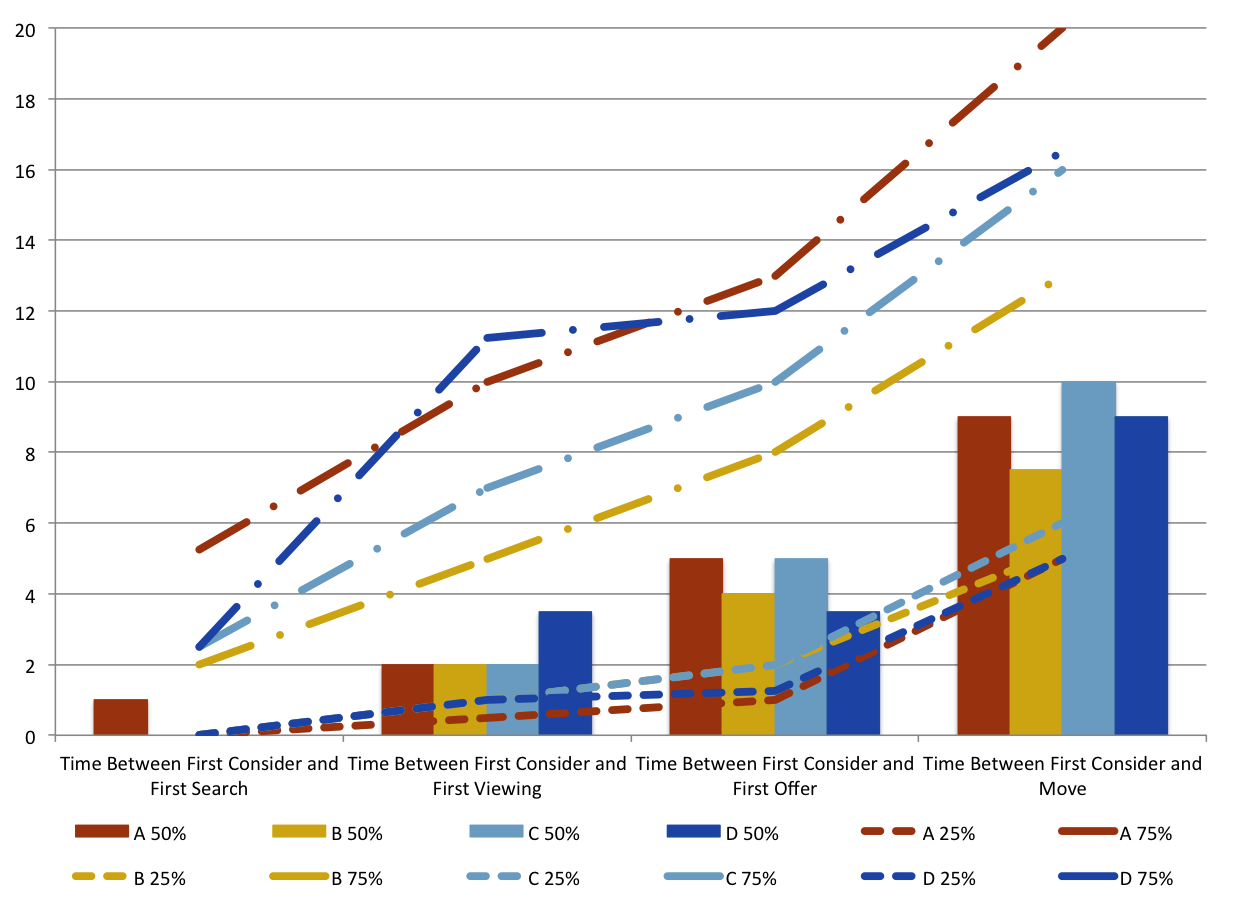 20
18
16
14
12
10
8
6
4
2
0
Time Between First Consider and Time Between First Consider and Time Between First Consider and Time Between First Consider and
First Search First Viewing First Offer Move
A 50% B 50% C 50% D 50% A 25% A 75%
B 25% B 75% C 25% C 75% D 25% D 75%